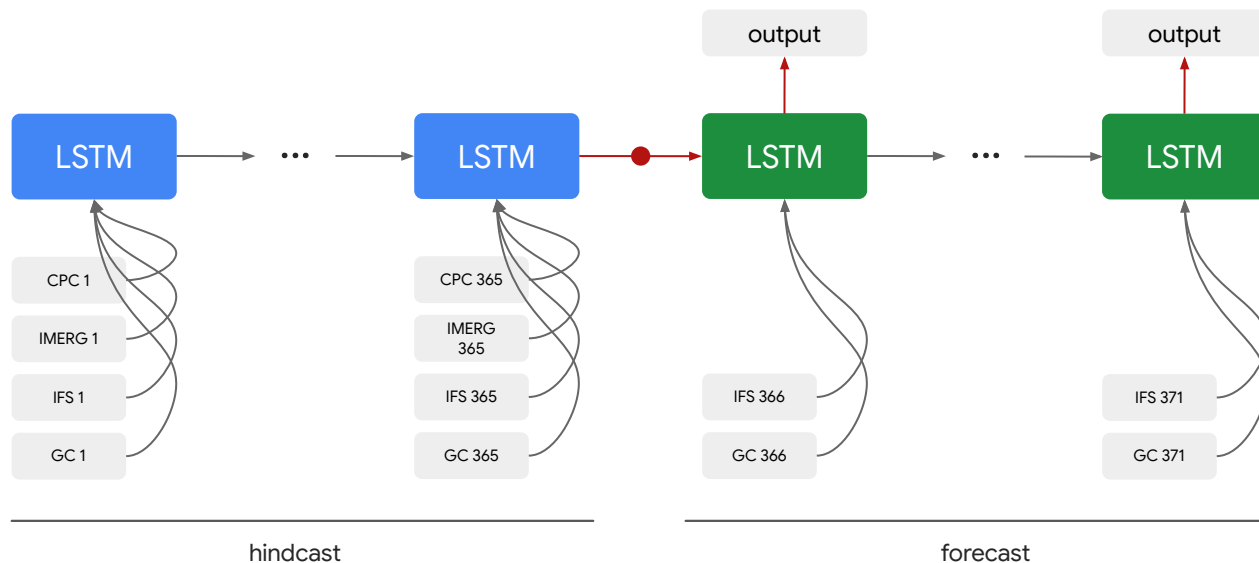 output
output
LSTM
•••
LSTM
LSTM
•••
LSTM
CPC 1
CPC 365
IMERG 1
IMERG
365
IFS 1
IFS 365
IFS 366
IFS 371
GC 1
GC 365
GC 366
GC 371
hindcast
forecast